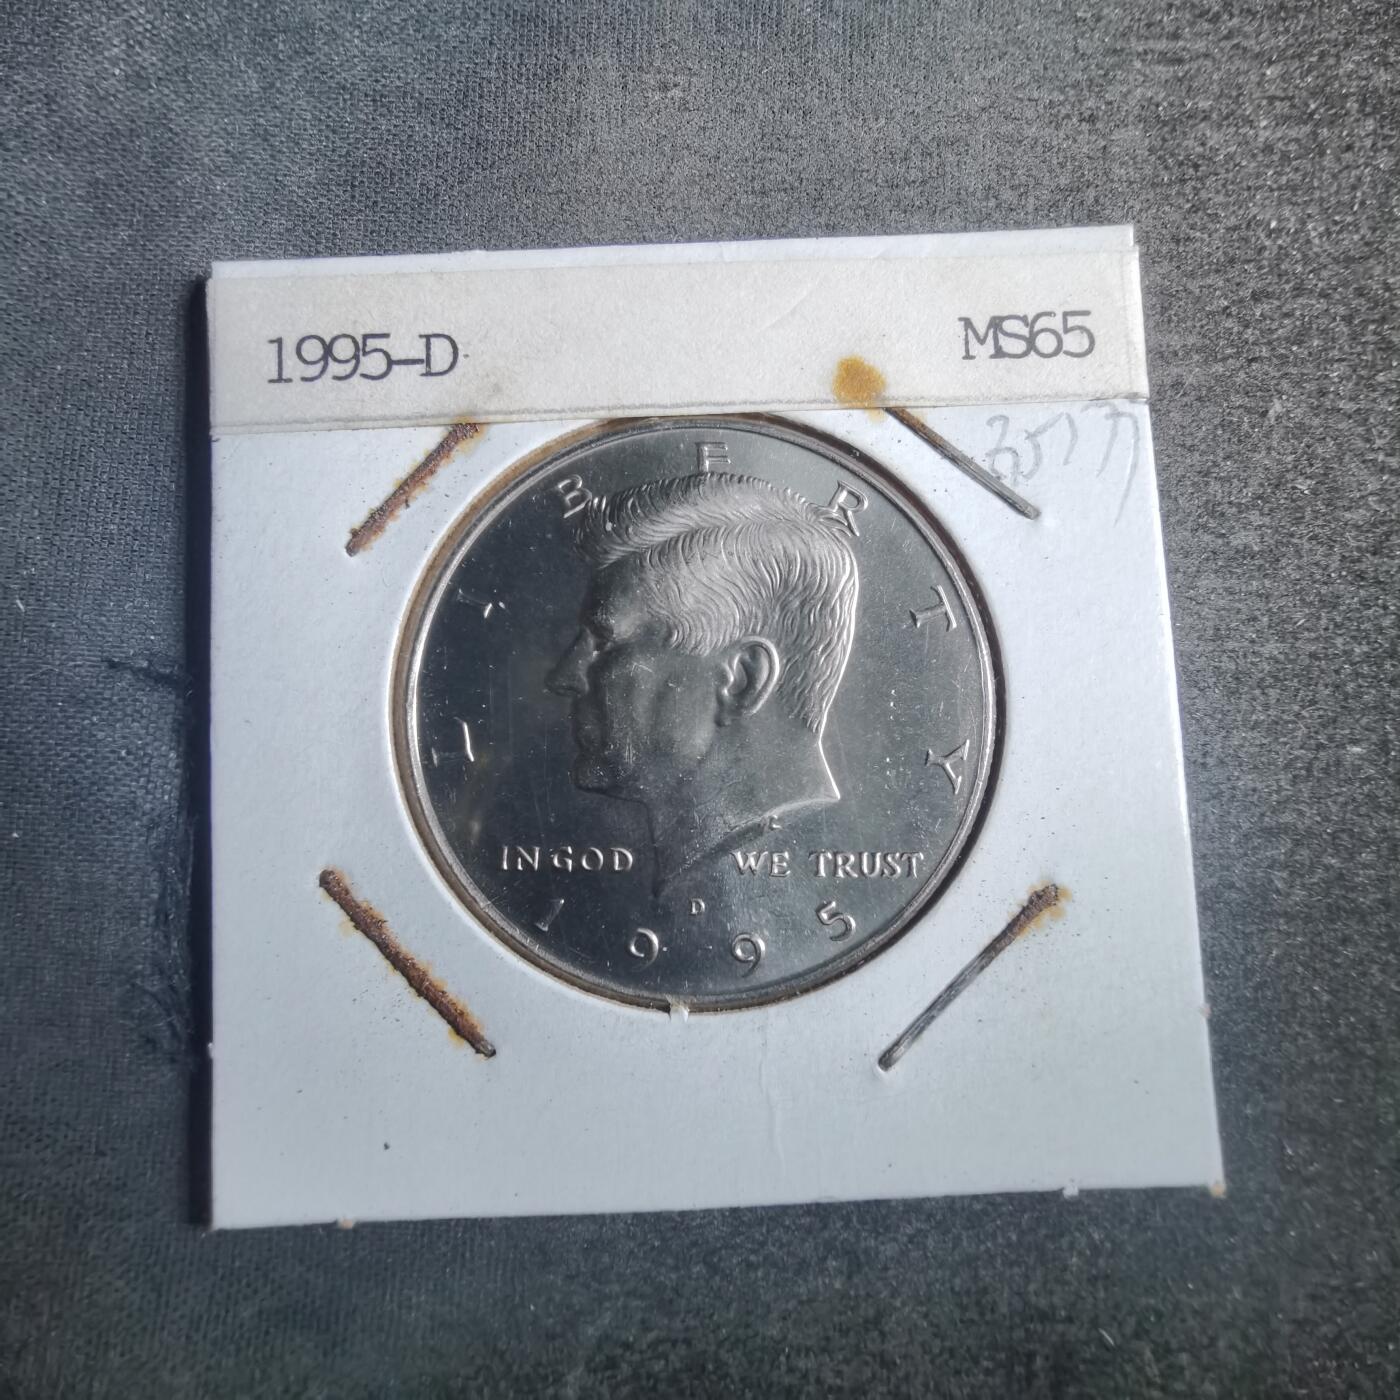 1995-D MS65
LIBERTY
IN GOD WE TRUST
D
1995